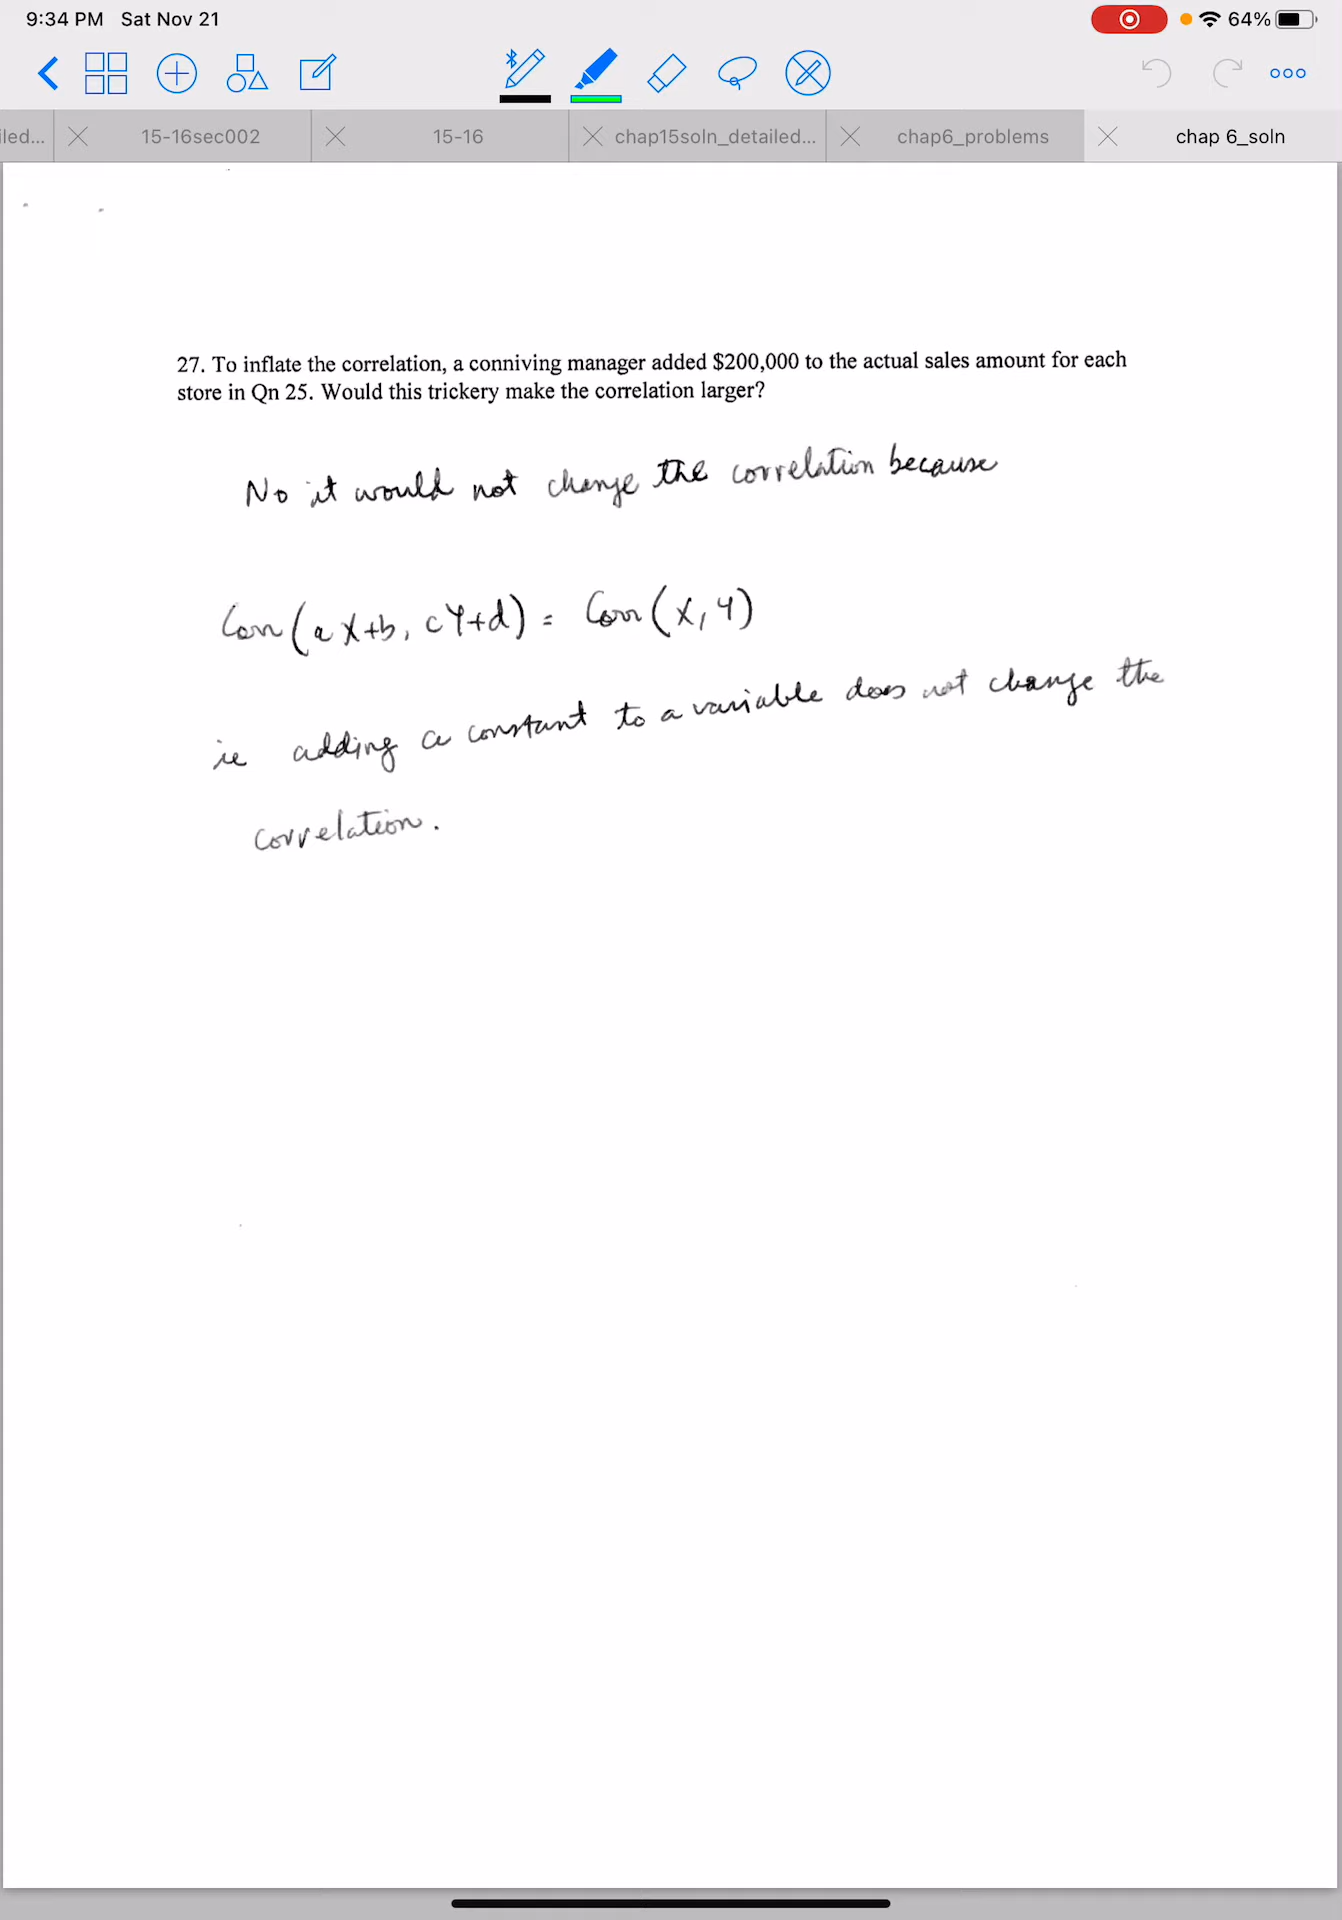 9:34 PM Sat Nov 21
64%
iled...
15-16sec002
15-16
chap15soln_detailed...
chap6_problems
chap 6_soln
27. To inflate the correlation, a conniving manager added $200,000 to the actual sales amount for each
store in Qn 25. Would this trickery make the correlation larger?
No it would not change the correlation because
Corr(aX+b, cY+d) = Corr(X,Y)
ie adding a constant to a variable does not change the
correlation.